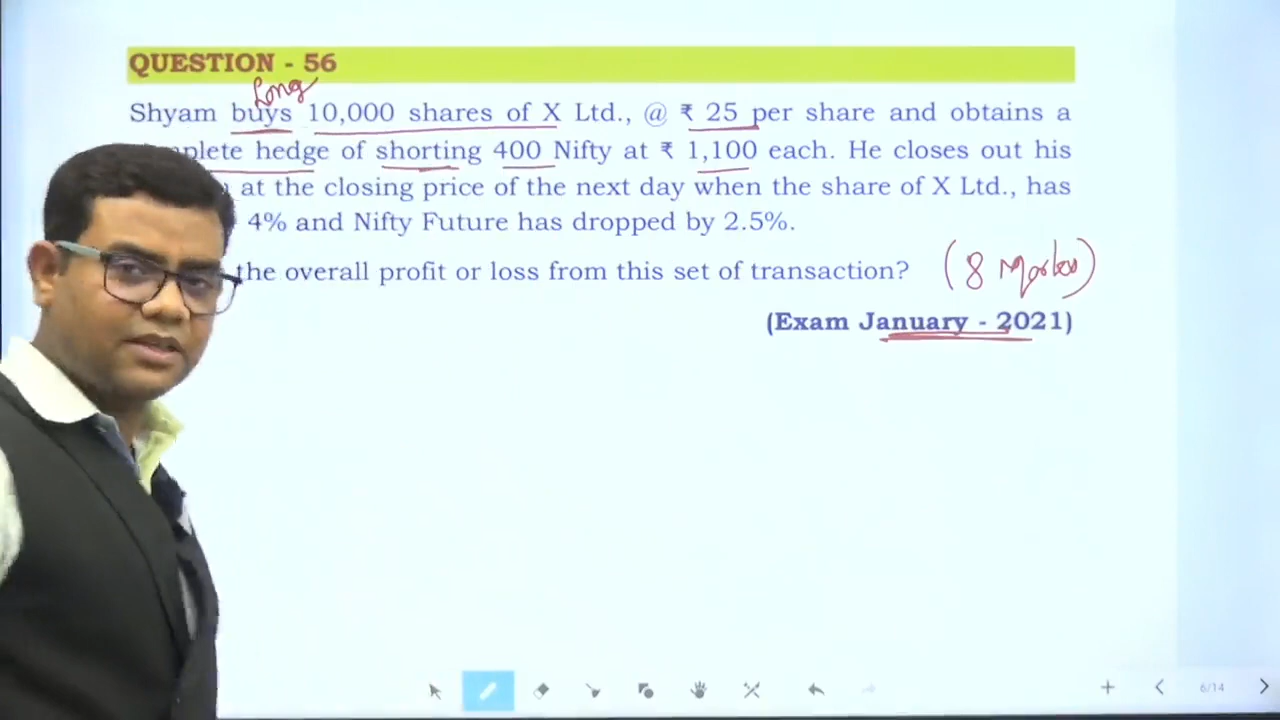 QUESTION - 56
Long
Shyam buys 10,000 shares of X Ltd., @ ₹ 25 per share and obtains a
plete hedge of shorting 400 Nifty at ₹ 1,100 each. He closes out his
at the closing price of the next day when the share of X Ltd., has
4% and Nifty Future has dropped by 2.5%.
the overall profit or loss from this set of transaction? (8 Marks)
(Exam January - 2021)
6/14